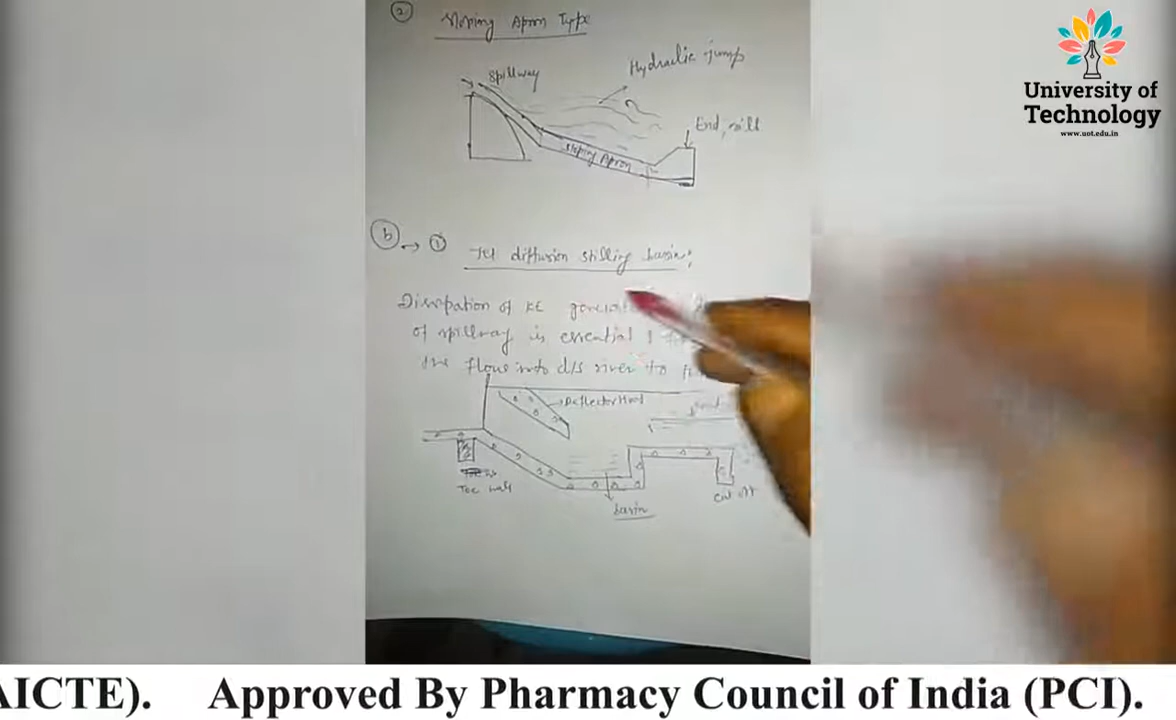 ②
Sloping Apron Type
Spillway
Hydraulic jump
End sill
Sloping Apron
b → ①
Jet diffusion stilling basin:
Dissipation of KE
of spillway is essential
the flow into d/s river to
Toe wall
basin
cut off
University of
Technology
www.uot.edu.in
AICTE). Approved By Pharmacy Council of India (PCI).